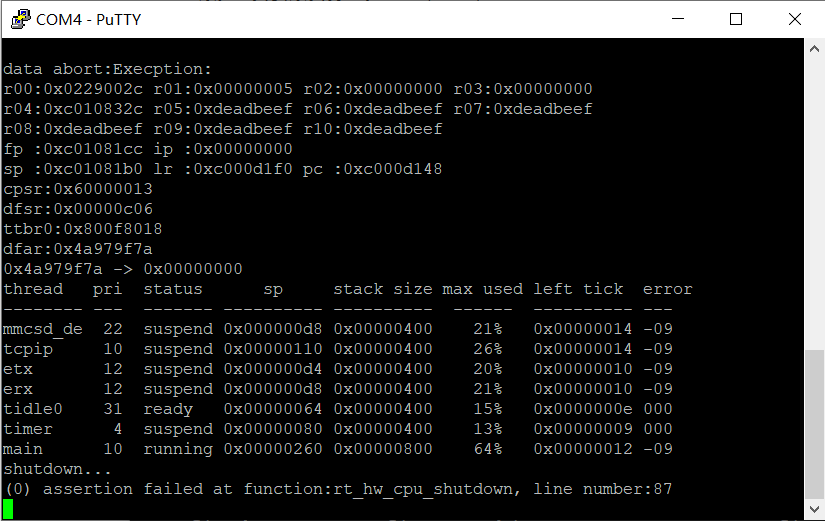 COM4 - PuTTY
data abort:Execption:
r00:0x0229002c r01:0x00000005 r02:0x00000000 r03:0x00000000
r04:0xc010832c r05:0xdeadbeef r06:0xdeadbeef r07:0xdeadbeef
r08:0xdeadbeef r09:0xdeadbeef r10:0xdeadbeef
fp :0xc01081cc ip :0x00000000
sp :0xc01081b0 lr :0xc000d1f0 pc :0xc000d148
cpsr:0x60000013
dfsr:0x00000c06
ttbr0:0x800f8018
dfar:0x4a979f7a
0x4a979f7a -> 0x00000000
thread   pri  status      sp     stack size max used left tick  error
-------- ---  ------- ---------- ----------  ------  ---------- ---
mmcsd_de  22  suspend 0x000000d8 0x00000400    21%   0x00000014 -09
tcpip     10  suspend 0x00000110 0x00000400    26%   0x00000014 -09
etx       12  suspend 0x000000d4 0x00000400    20%   0x00000010 -09
erx       12  suspend 0x000000d8 0x00000400    21%   0x00000010 -09
tidle0    31  ready   0x00000064 0x00000400    15%   0x0000000e 000
timer      4  suspend 0x00000080 0x00000400    13%   0x00000009 000
main      10  running 0x00000260 0x00000800    64%   0x00000012 -09
shutdown...
(0) assertion failed at function:rt_hw_cpu_shutdown, line number:87